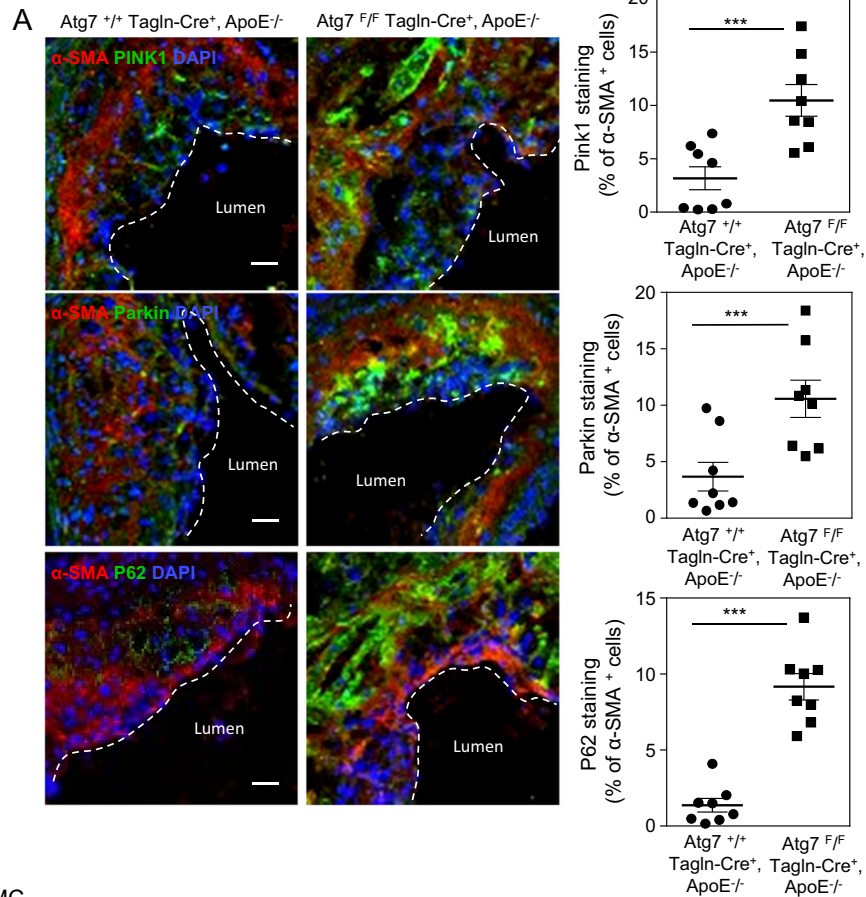 A
Atg7 +/+ Tagln-Cre+, ApoE-/-
Atg7 F/F Tagln-Cre+, ApoE-/-
α-SMA PINK1 DAPI
Lumen
Lumen
α-SMA Parkin DAPI
Lumen
Lumen
α-SMA P62 DAPI
Lumen
Lumen
Pink1 staining
(% of α-SMA + cells)
20
15
10
5
0
***
Atg7 +/+
Tagln-Cre+,
ApoE-/-
Atg7 F/F
Tagln-Cre+,
ApoE-/-
Parkin staining
(% of α-SMA + cells)
20
15
10
5
0
***
Atg7 +/+
Tagln-Cre+,
ApoE-/-
Atg7 F/F
Tagln-Cre+,
ApoE-/-
P62 staining
(% of α-SMA + cells)
15
10
5
0
***
Atg7 +/+
Tagln-Cre+,
ApoE-/-
Atg7 F/F
Tagln-Cre+,
ApoE-/-